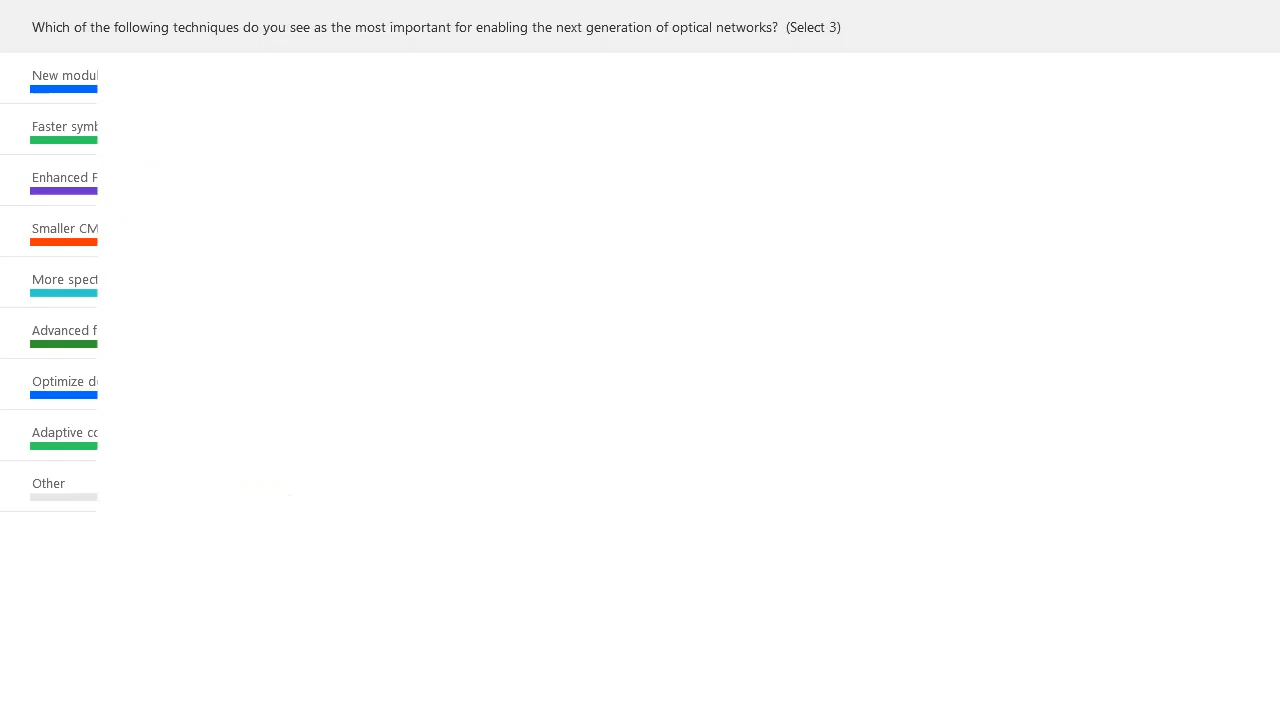 Which of the following techniques do you see as the most important for enabling the next generation of optical networks? (Select 3)
New modul
Faster symb
Enhanced F
Smaller CM
More spect
Advanced f
Optimize d
Adaptive co
Other